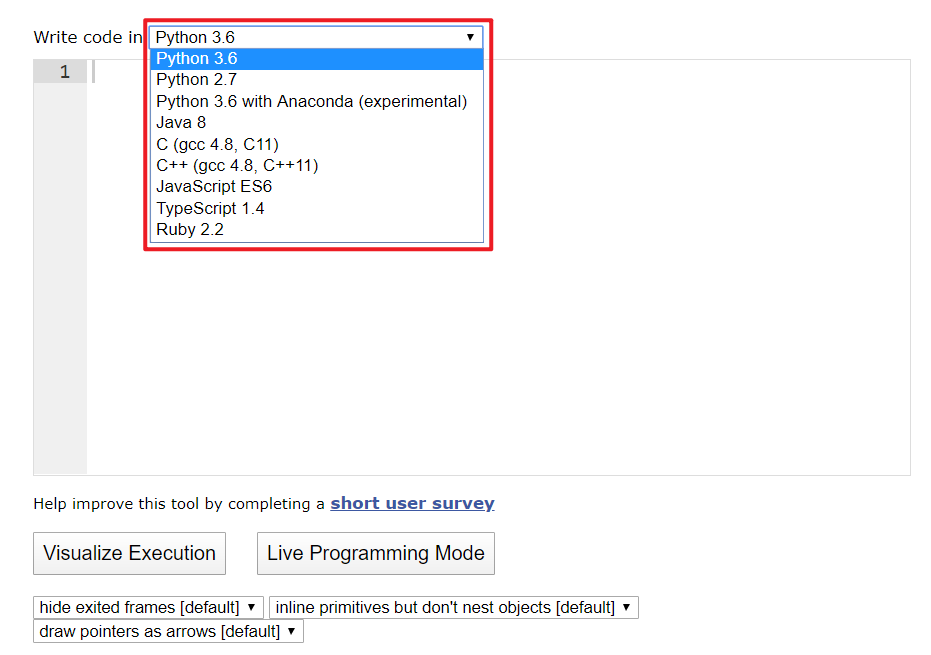 Write code in Python 3.6 ▼
Python 3.6
Python 2.7
Python 3.6 with Anaconda (experimental)
Java 8
C (gcc 4.8, C11)
C++ (gcc 4.8, C++11)
JavaScript ES6
TypeScript 1.4
Ruby 2.2
1
Help improve this tool by completing a short user survey
Visualize Execution Live Programming Mode
hide exited frames [default] ▼ inline primitives but don't nest objects [default] ▼
draw pointers as arrows [default] ▼